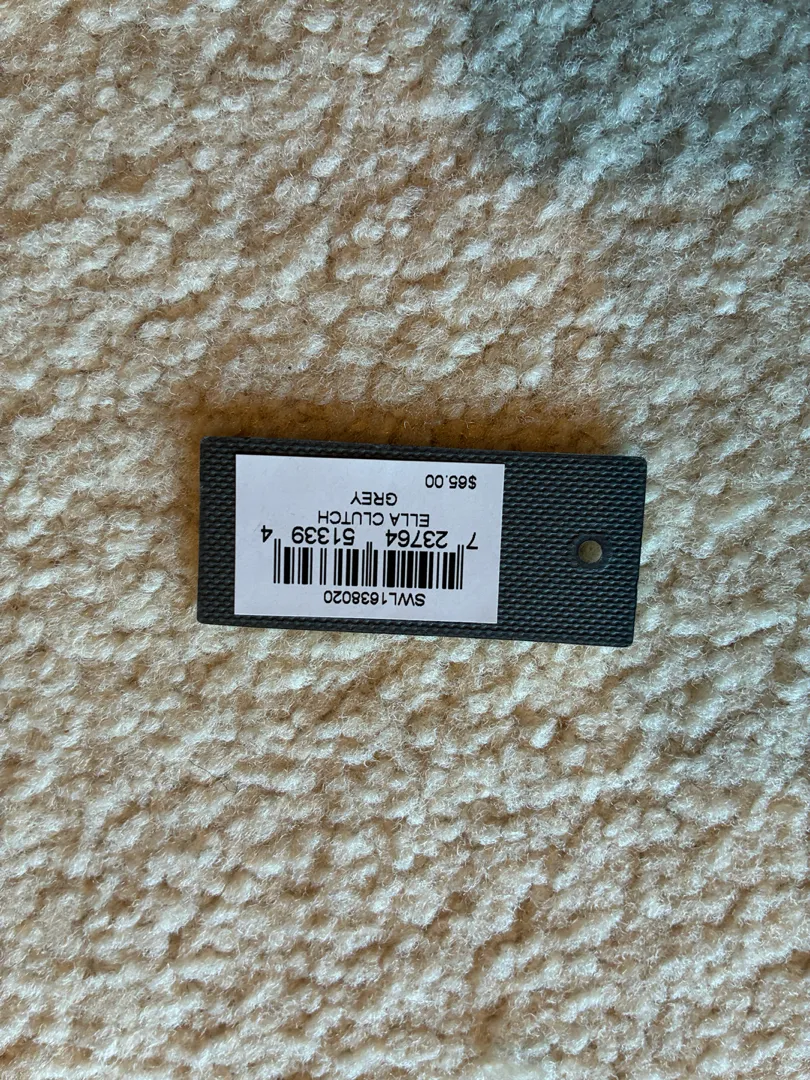 SWL1638020
7 23764 51339 4
ELLA CLUTCH
GREY
$65.00